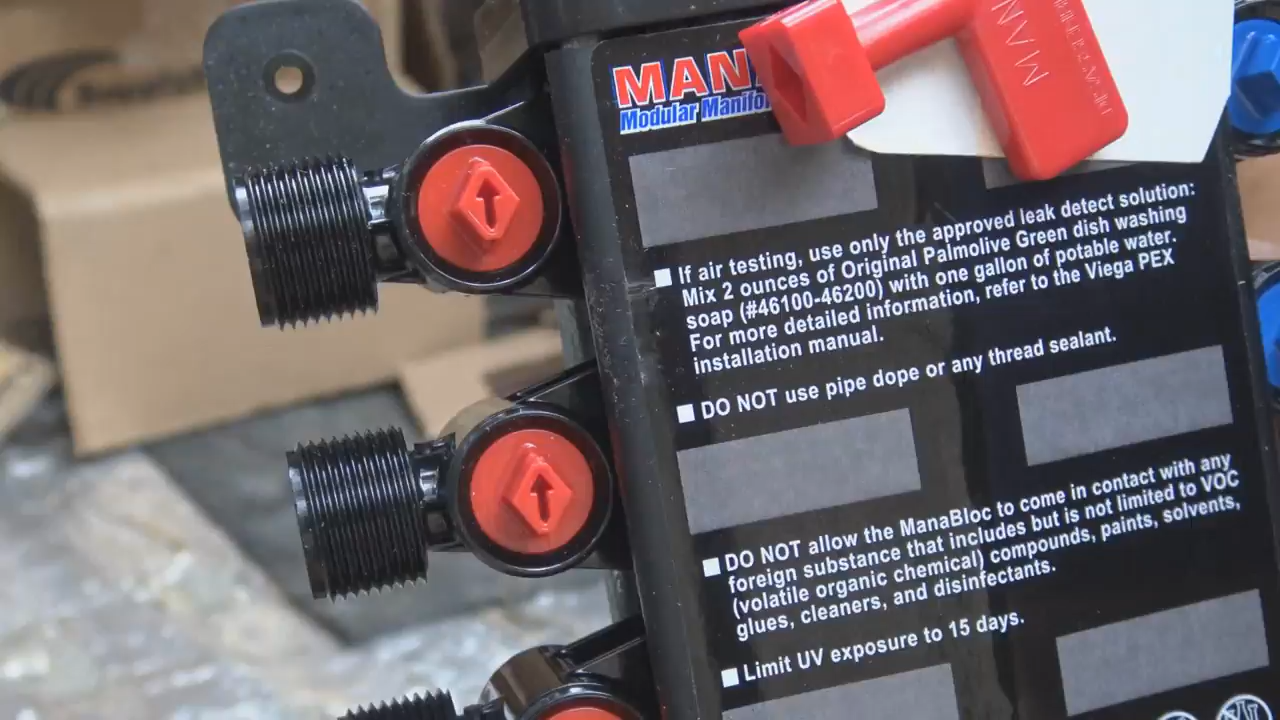 MAN
Modular Manifo
MAN
If air testing, use only the approved leak detect solution:
Mix 2 ounces of Original Palmolive Green dish washing
soap (#46100-46200) with one gallon of potable water.
For more detailed information, refer to the Viega PEX
installation manual.
DO NOT use pipe dope or any thread sealant.
DO NOT allow the ManaBloc to come in contact with any
foreign substance that includes but is not limited to VOC
(volatile organic chemical) compounds, paints, solvents,
glues, cleaners, and disinfectants.
Limit UV exposure to 15 days.